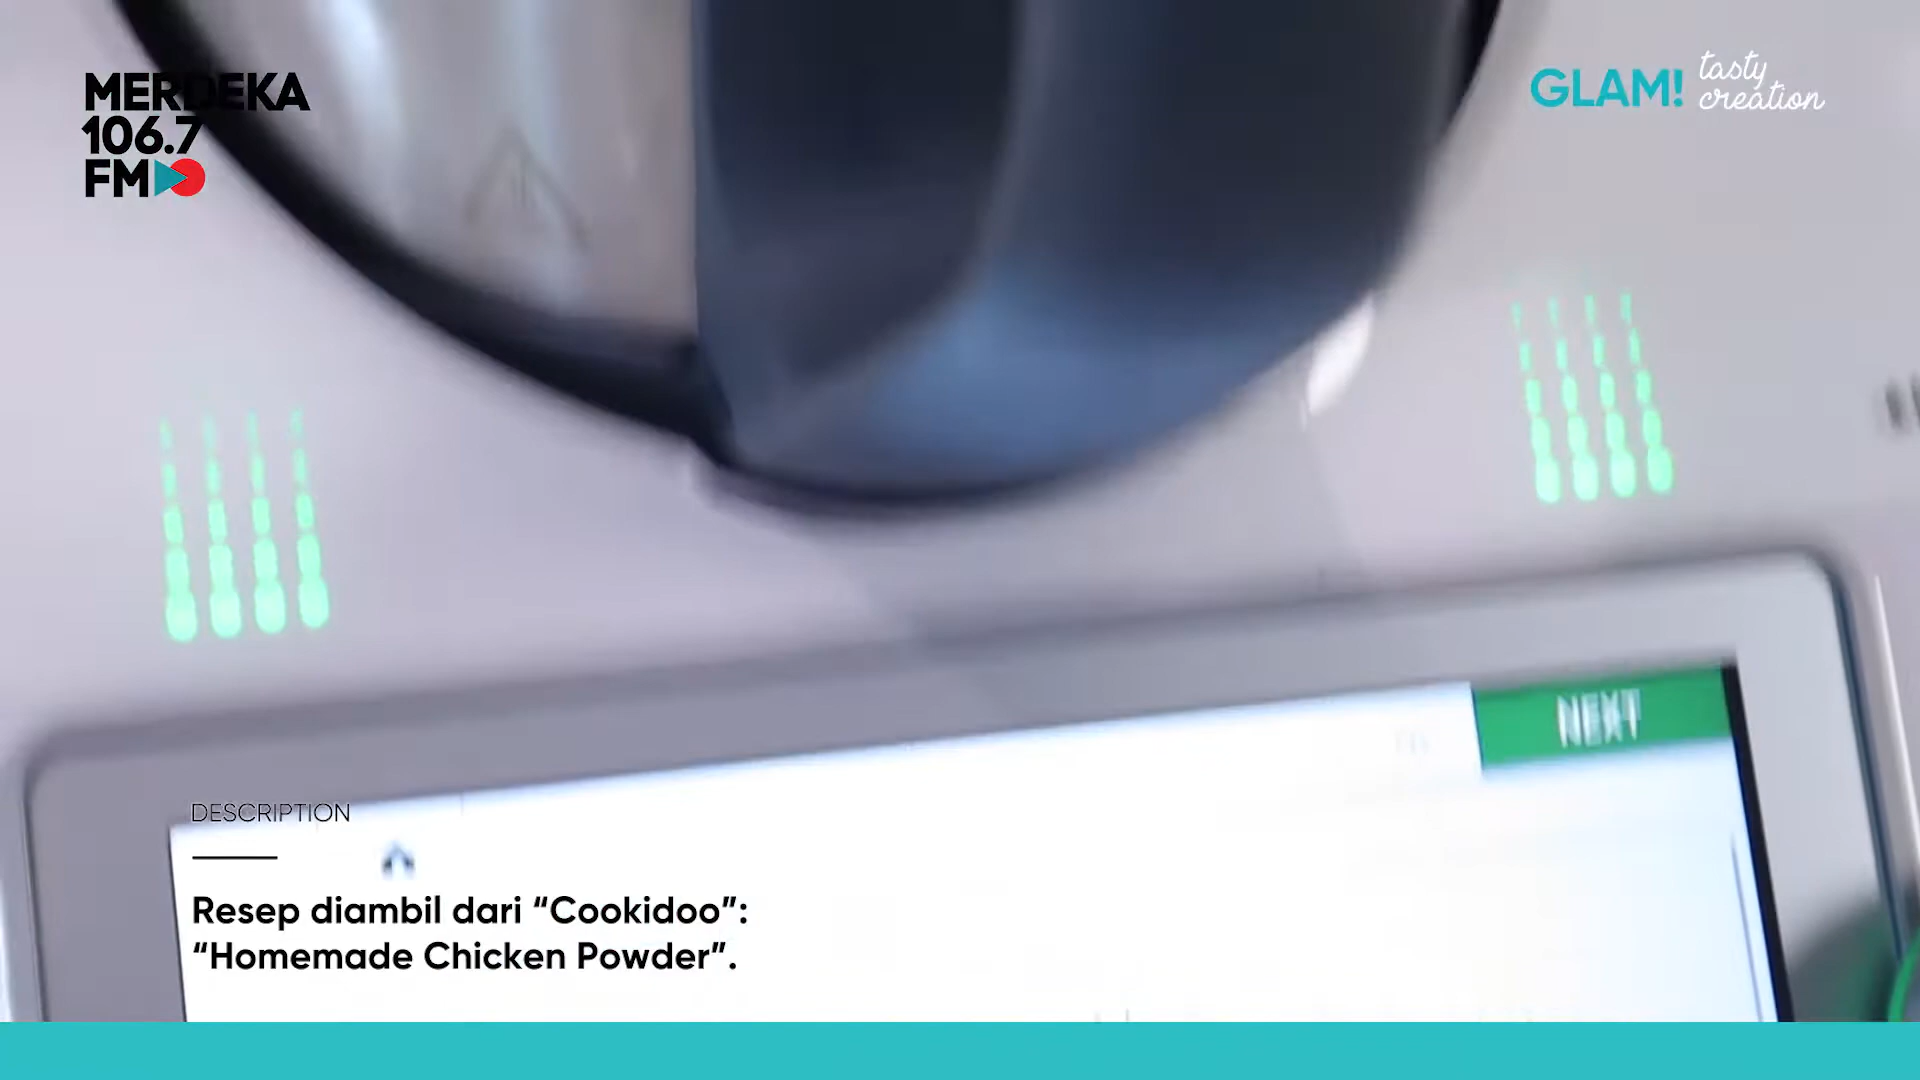 MERDEKA
106.7
FM
GLAM! tasty
creation
NEXT
DESCRIPTION
Resep diambil dari “Cookidoo”:
“Homemade Chicken Powder”.